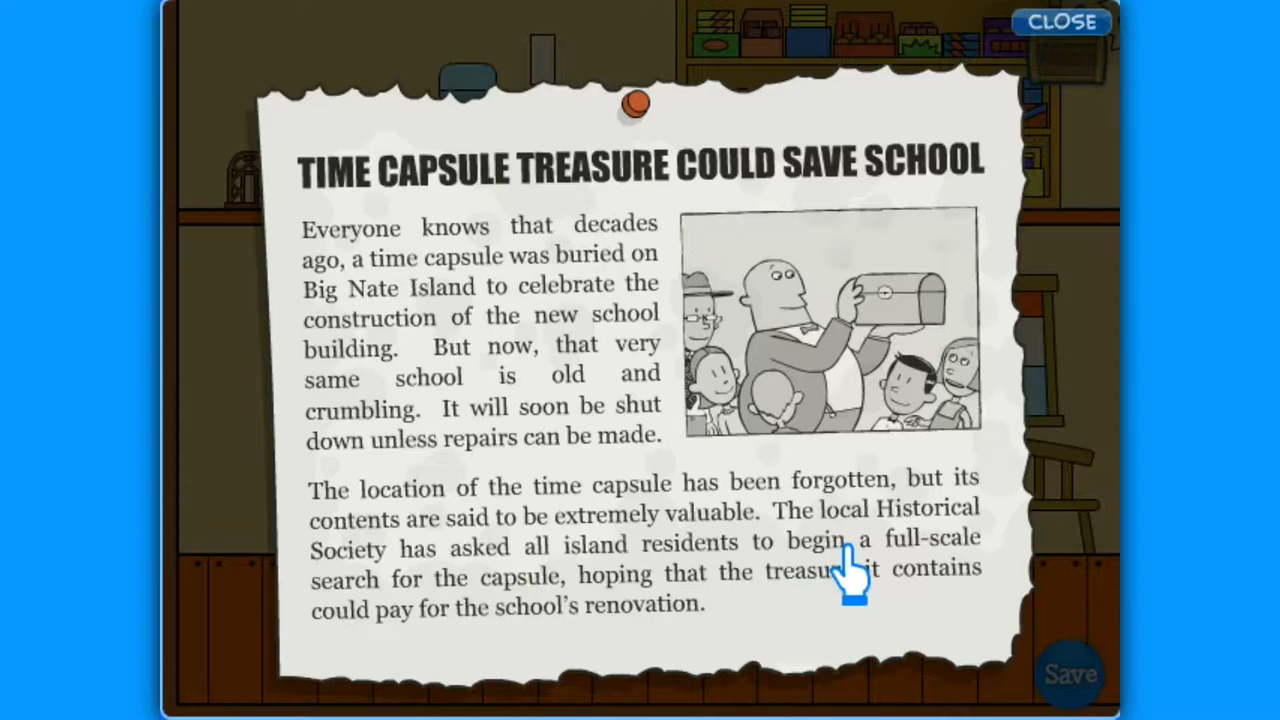 CLOSE
TIME CAPSULE TREASURE COULD SAVE SCHOOL
Everyone knows that decades
ago, a time capsule was buried on
Big Nate Island to celebrate the
construction of the new school
building. But now, that very
same school is old and
crumbling. It will soon be shut
down unless repairs can be made.
The location of the time capsule has been forgotten, but its
contents are said to be extremely valuable. The local Historical
Society has asked all island residents to begin a full-scale
search for the capsule, hoping that the treasure it contains
could pay for the school's renovation.
Save